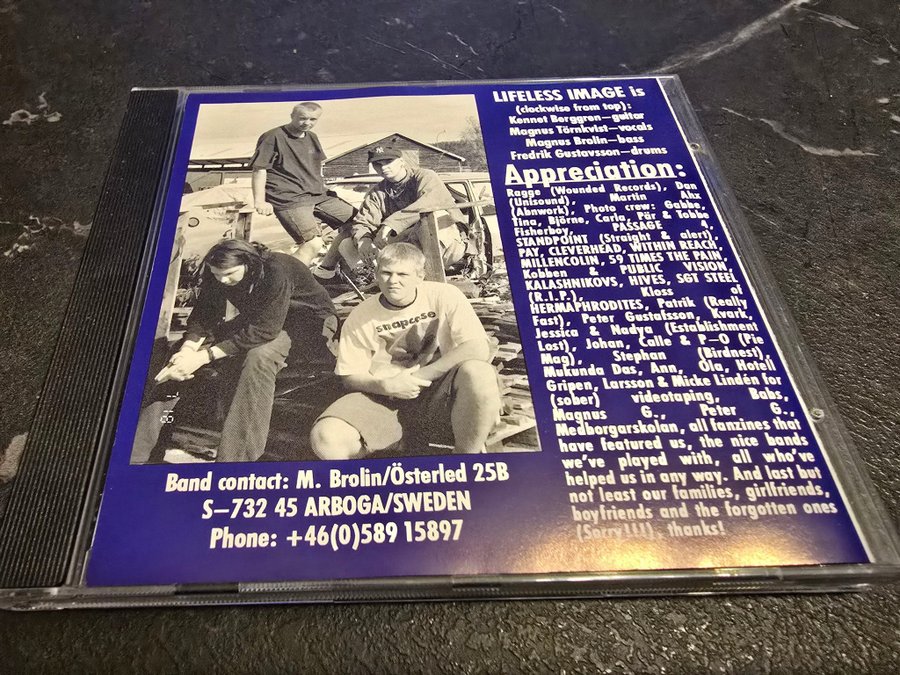 LIFELESS IMAGE is
(clockwise from top):
Kennet Berggren—guitar
Magnus Törnkvist—vocals
Magnus Brolin—bass
Fredrik Gustavsson—drums
Appreciation:
Ragge (Wounded Records), Dan
(Unisound), Martin Ahx
(Abnwork), Photo crew: Gabbe,
Tina, Björne, Carla, Pär & Tobbe
Fisherboy, PASSAGE 4,
STANDPOINT (Straight & alert),
PAY, CLEVERHEAD, WITHIN REACH,
MILLENCOLIN, 59 TIMES THE PAIN,
Kobben & PUBLIC VISION,
KALASHNIKOVS, HIVES, SGT STEEL
(R.I.P.), Kloss of
HERMAPHRODITES, Patrik (Really
Fast), Peter Gustafsson, Kvark,
Jessica & Nadya (Establishment
Lost), Johan, Calle & P—O (Pie
Mag), Stephan (Birdnest),
Mukunda Das, Ann, Ola, Hotell
Gripen, Larsson & Micke Lindén for
(sober) videotaping, Babs,
Magnus G., Peter G.,
Medborgarskolan, all fanzines that
have featured us, the nice bands
we've played with, all who've
helped us in any way. And last but
not least our families, girlfriends,
boyfriends and the forgotten ones
(Sorry!!!), thanks!
snapcase
Band contact: M. Brolin/Österled 25B
S—732 45 ARBOGA/SWEDEN
Phone: +46(0)589 15897